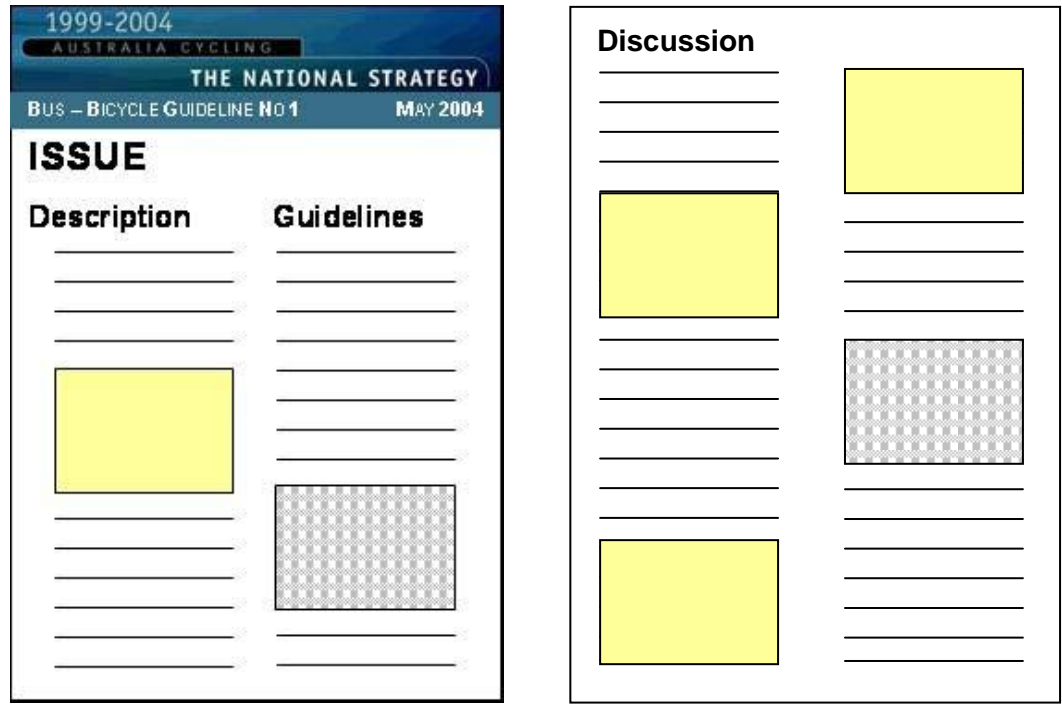 1999-2004
AUSTRALIA CYCLING
THE NATIONAL STRATEGY
BUS – BICYCLE GUIDELINE NO 1 MAY 2004
ISSUE
Description Guidelines
Discussion